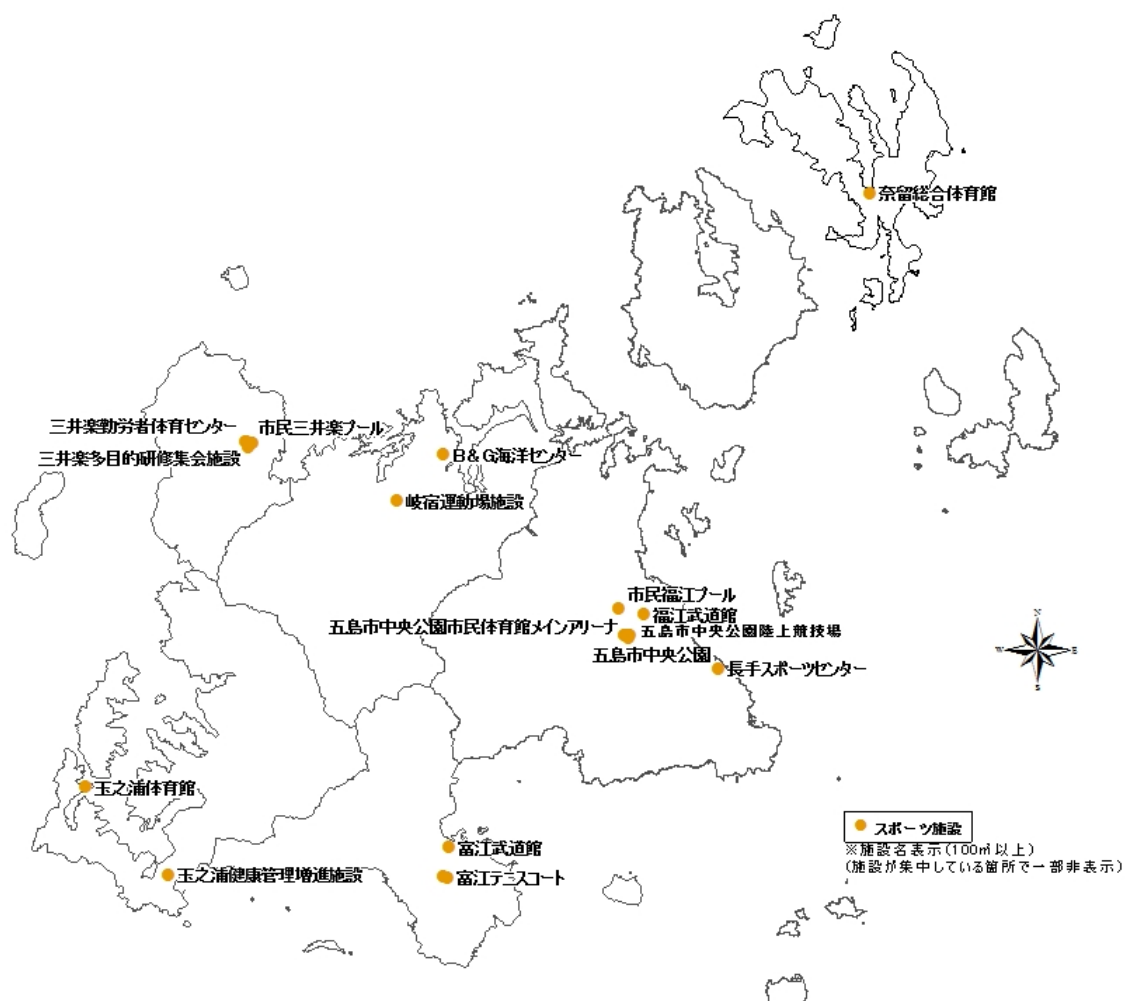 奈留総合体育館
三井楽勤労者体育センター
市民三井楽プール
三井楽多目的研修集会施設
B&G海洋センター
岐宿運動場施設
市民福江プール
福江武道館
五島市中央公園市民体育館メインアリーナ
五島市中央公園陸上競技場
五島市中央公園
長手スポーツセンター
N
W
E
S
玉之浦体育館
スポーツ施設
※施設名表示(100㎡以上)
(施設が集中している箇所で一部非表示)
富江武道館
玉之浦健康管理増進施設
富江テニスコート